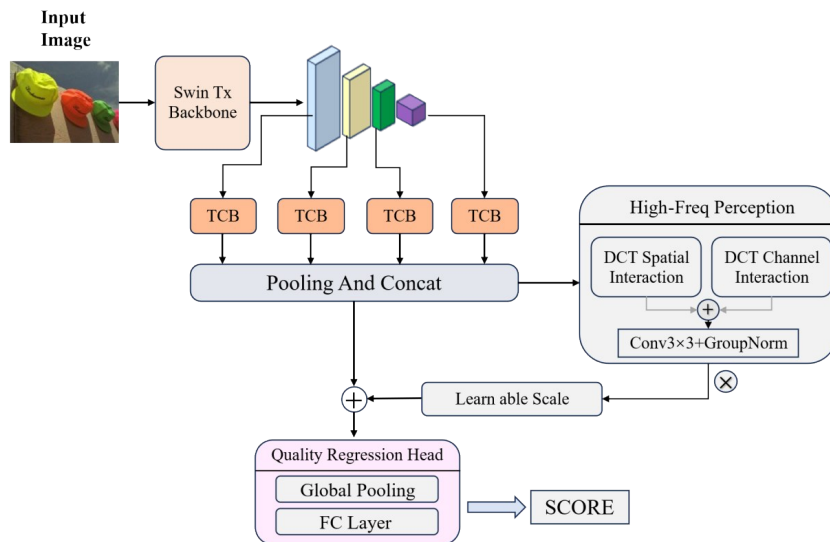 Input
Image
Swin Tx
Backbone
TCB
TCB
TCB
TCB
Pooling And Concat
High-Freq Perception
DCT Spatial
Interaction
DCT Channel
Interaction
+
Conv3×3+GroupNorm
×
Learn able Scale
+
Quality Regression Head
Global Pooling
FC Layer
SCORE